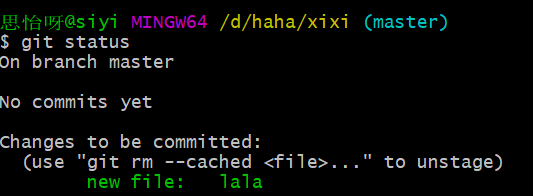 思怡呀@siyi MINGW64 /d/haha/xixi (master)
$ git status
On branch master
No commits yet
Changes to be committed:
(use "git rm --cached <file>..." to unstage)
new file: lala